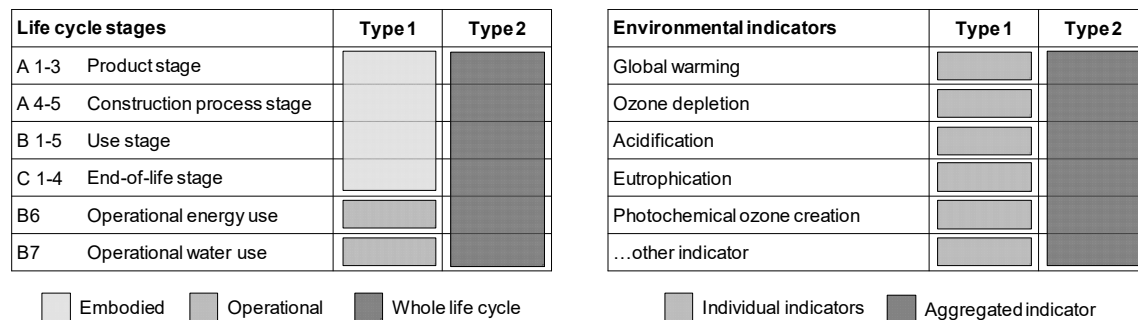 Life cycle stages Type 1 Type 2
A 1-3 Product stage
A 4-5 Construction process stage
B 1-5 Use stage
C 1-4 End-of-life stage
B6 Operational energy use
B7 Operational water use
Embodied Operational Whole life cycle
Environmental indicators Type 1 Type 2
Global warming
Ozone depletion
Acidification
Eutrophication
Photochemical ozone creation
...other indicator
Individual indicators Aggregated indicator